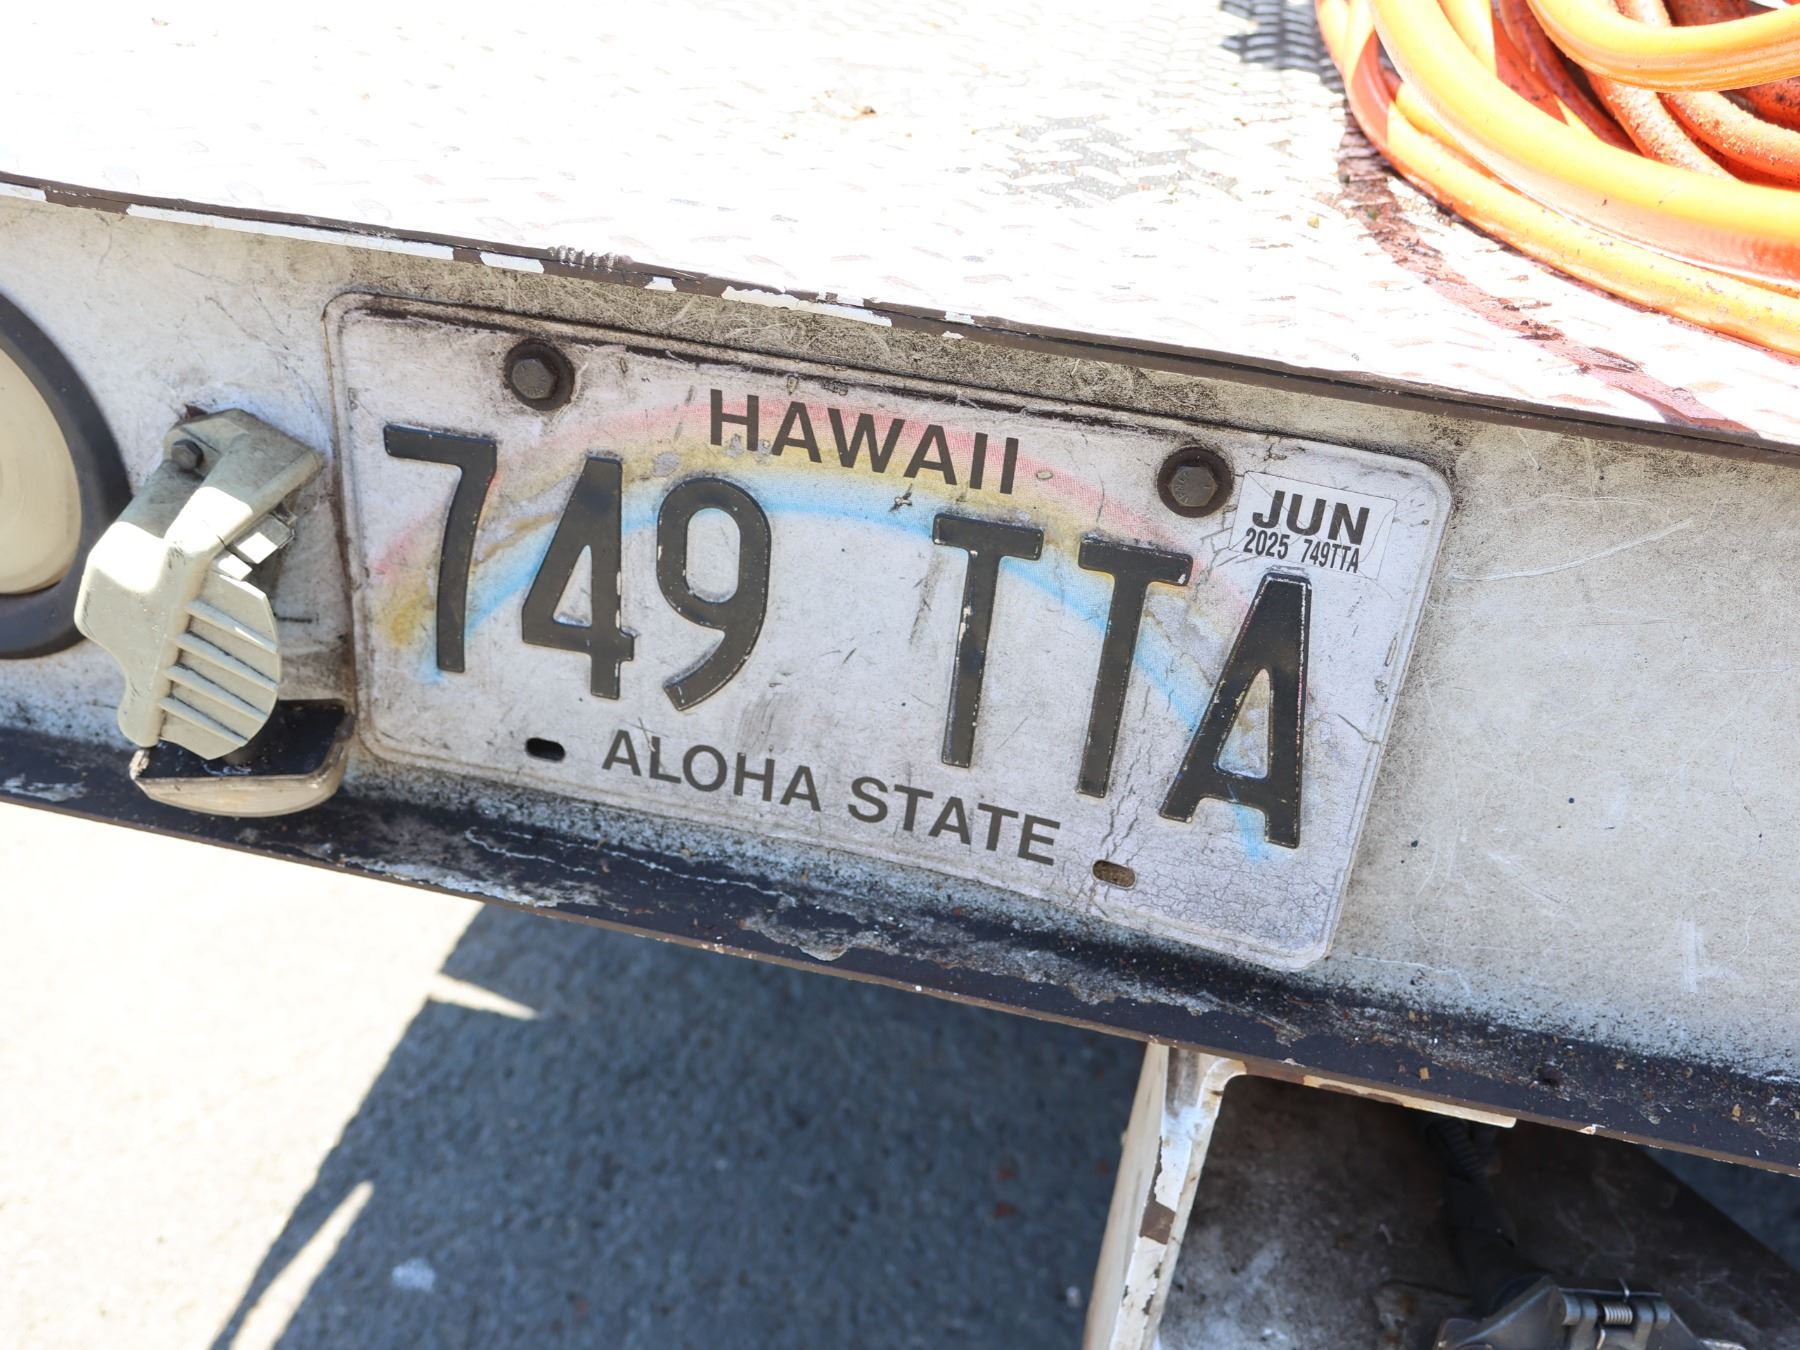 HAWAII
JUN
2025 749TTA
749 TTA
ALOHA STATE